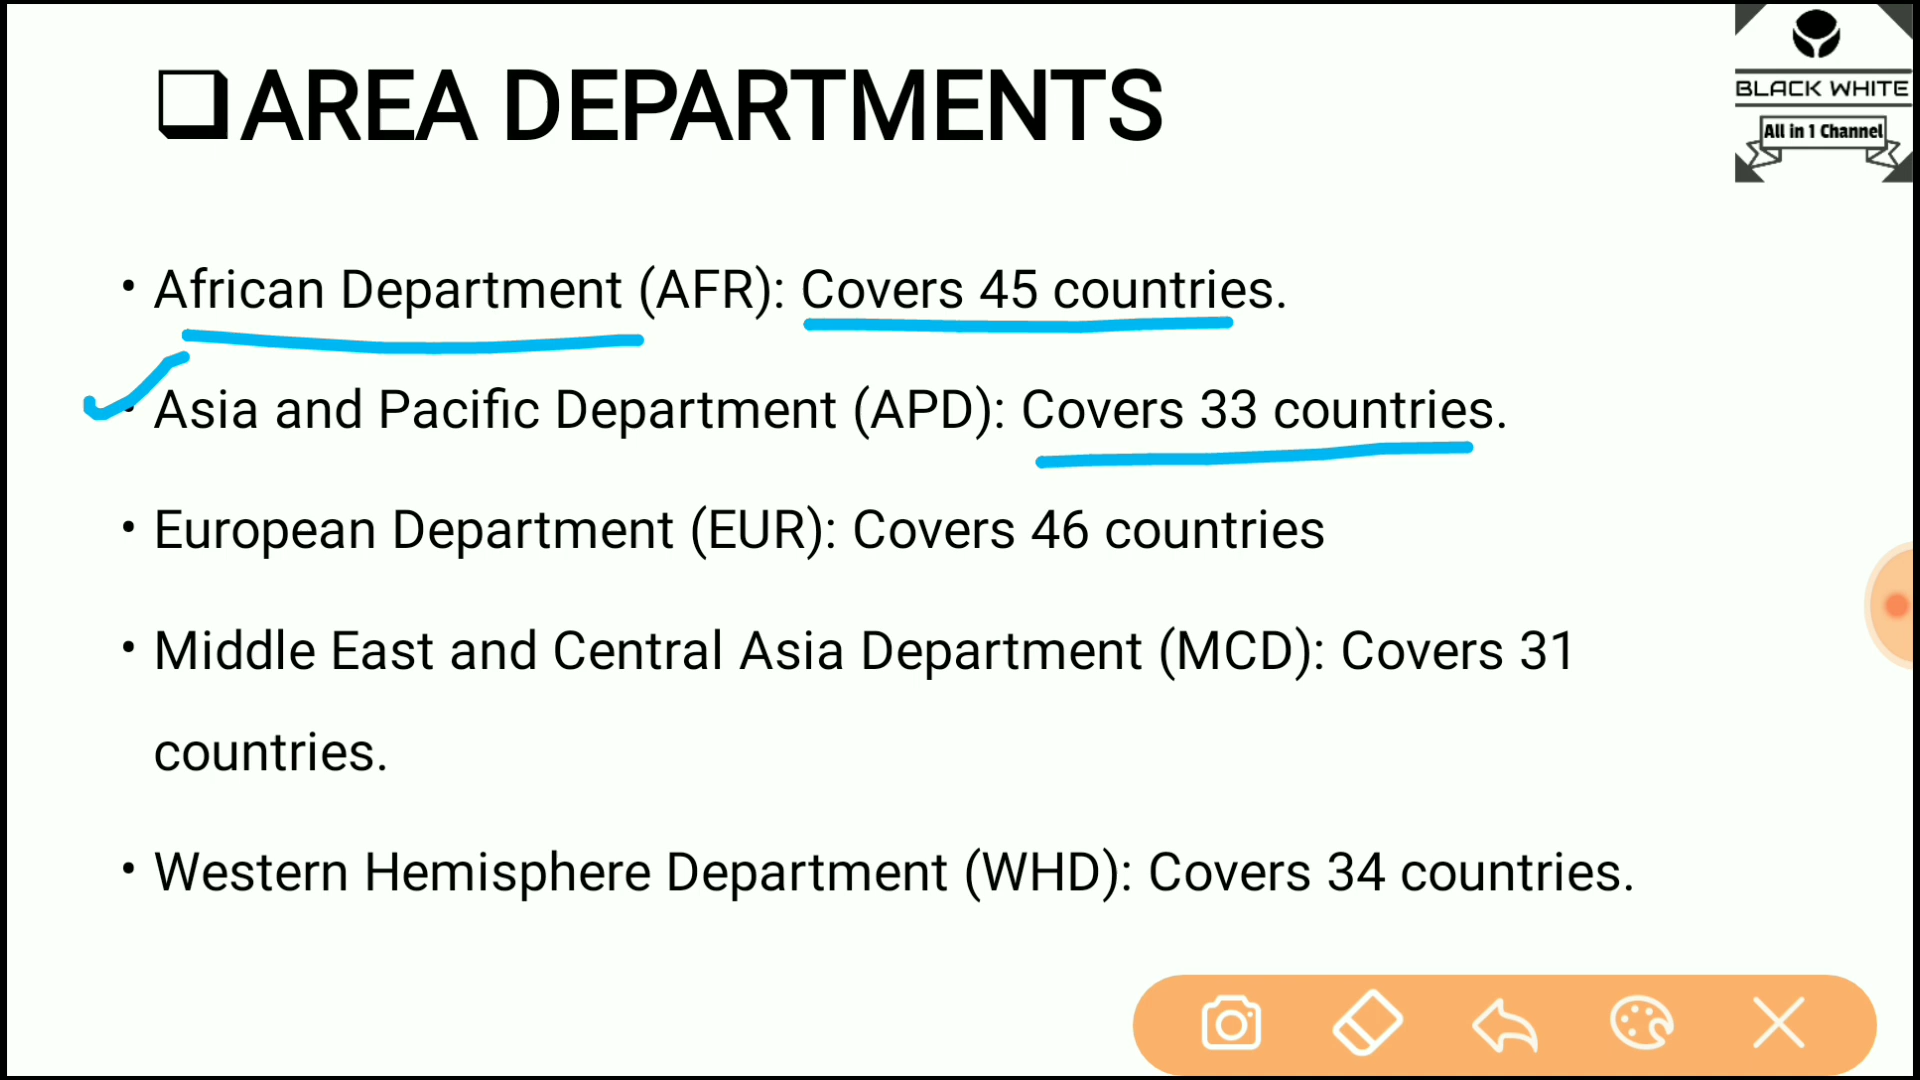 ❑AREA DEPARTMENTS
BLACK WHITE
All in 1 Channel
• African Department (AFR): Covers 45 countries.
• Asia and Pacific Department (APD): Covers 33 countries.
• European Department (EUR): Covers 46 countries
• Middle East and Central Asia Department (MCD): Covers 31
countries.
• Western Hemisphere Department (WHD): Covers 34 countries.